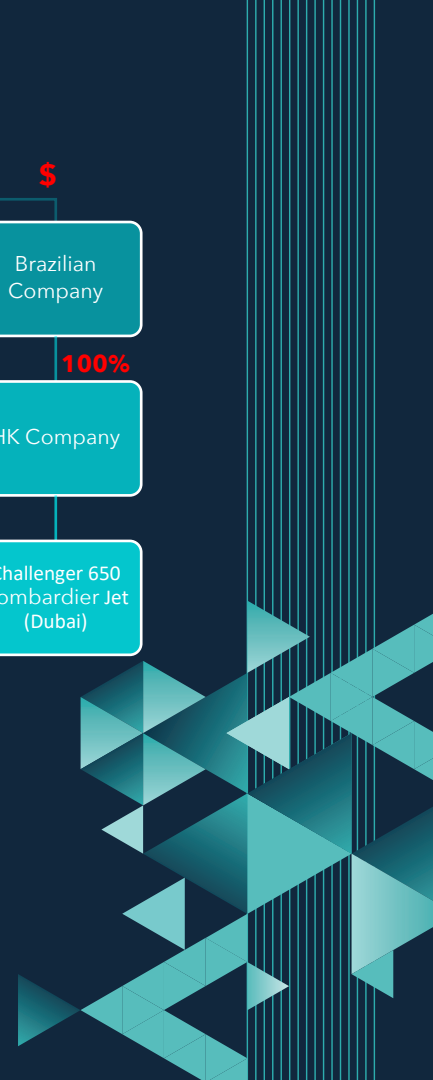 $
Brazilian
Company
100%
HK Company
Challenger 650
Bombardier Jet
(Dubai)